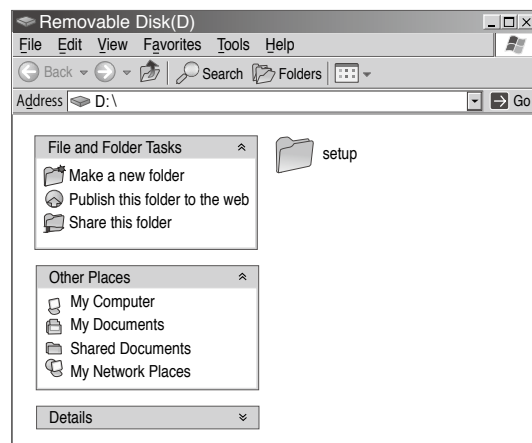 Removable Disk(D)
File Edit View Favorites Tools Help
Back Search Folders
Address D:\ Go
File and Folder Tasks
Make a new folder
Publish this folder to the web
Share this folder
setup
Other Places
My Computer
My Documents
Shared Documents
My Network Places
Details